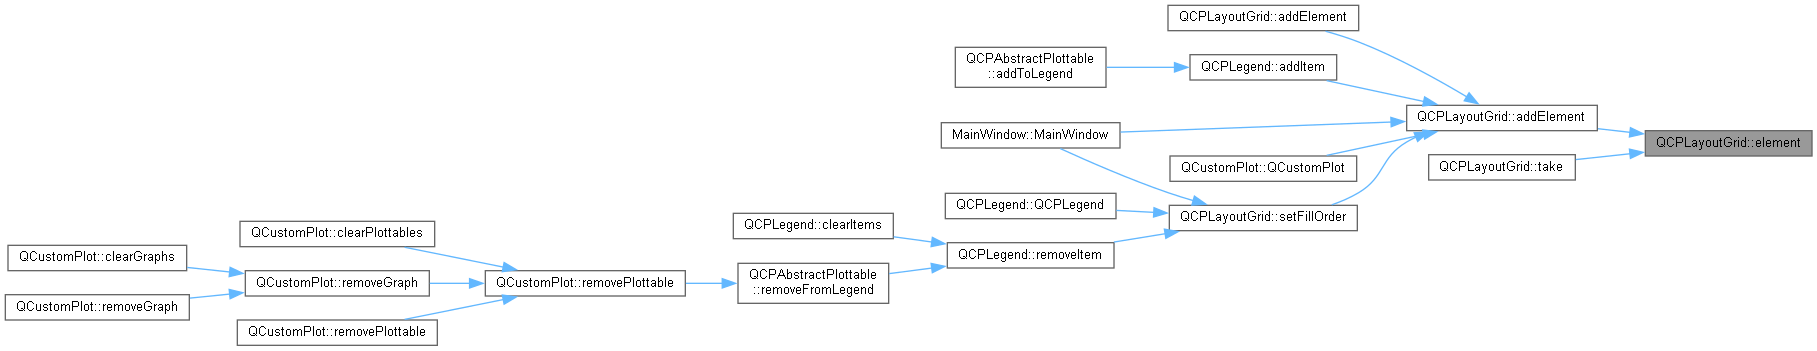 QCPLayoutGrid::addElement
QCPAbstractPlottable
::addToLegend
QCPLegend::addItem
QCPLayoutGrid::addElement
MainWindow::MainWindow
QCPLayoutGrid::element
QCustomPlot::QCustomPlot
QCPLayoutGrid::take
QCPLegend::QCPLegend
QCPLayoutGrid::setFillOrder
QCPLegend::clearItems
QCustomPlot::clearPlottables
QCPLegend::removeItem
QCustomPlot::clearGraphs
QCPAbstractPlottable
::removeFromLegend
QCustomPlot::removeGraph
QCustomPlot::removePlottable
QCustomPlot::removeGraph
QCustomPlot::removePlottable